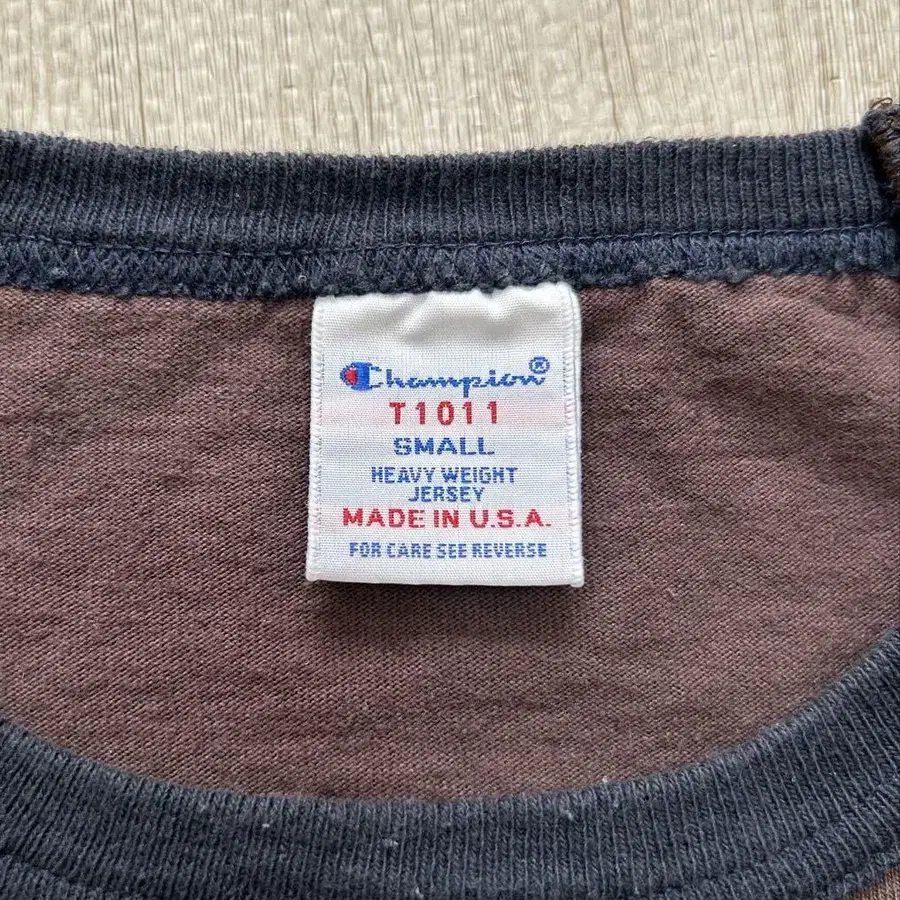 Champion®
T1011
SMALL
HEAVY WEIGHT
JERSEY
MADE IN U.S.A.
FOR CARE SEE REVERSE